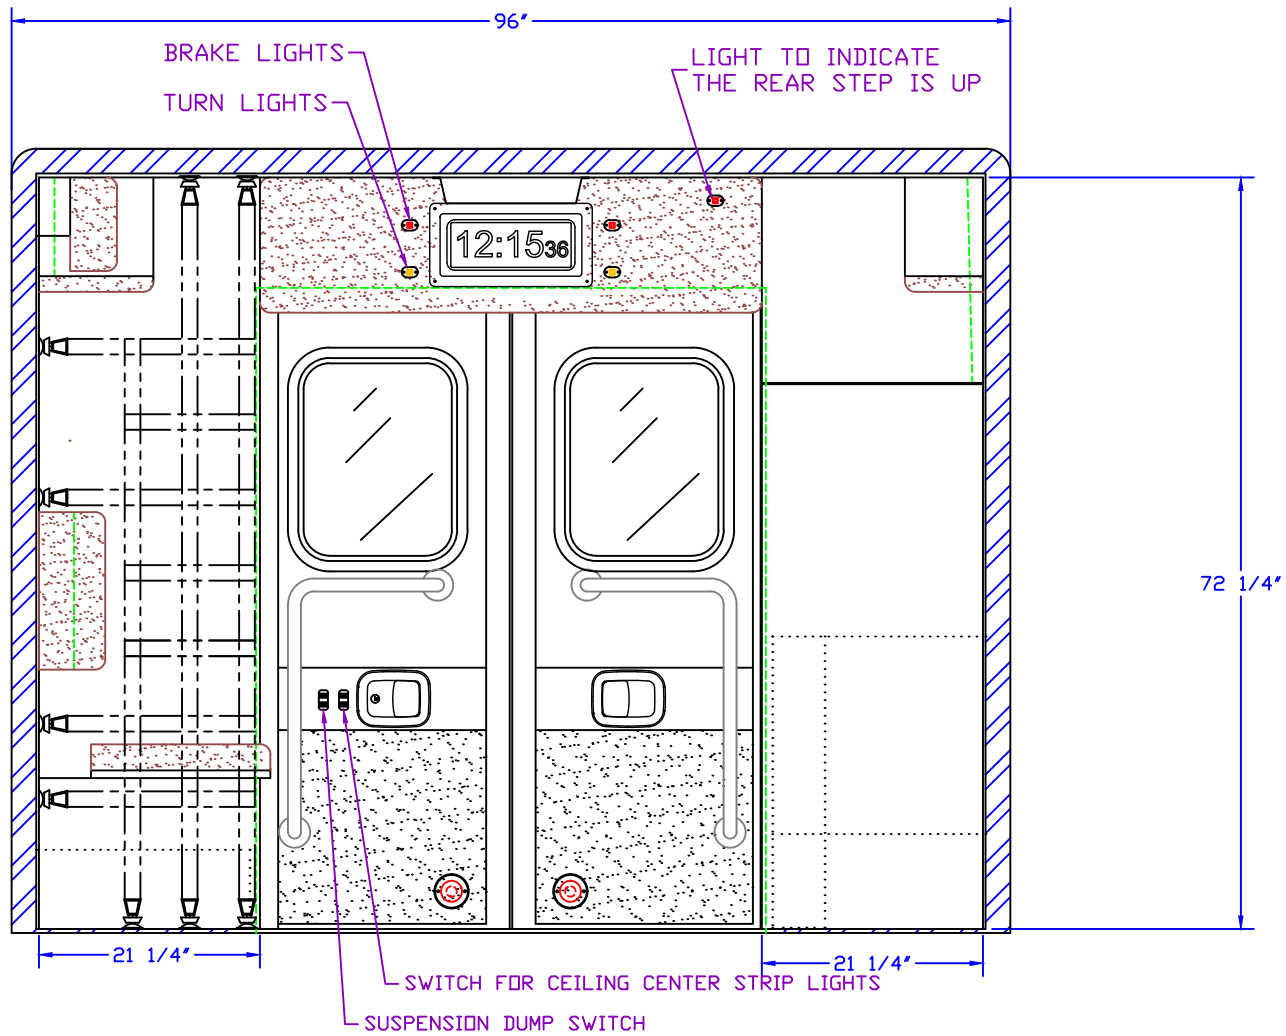 96"
BRAKE LIGHTS
LIGHT TO INDICATE
THE REAR STEP IS UP
TURN LIGHTS
12:15 36
72 1/4"
21 1/4"
21 1/4"
SWITCH FOR CEILING CENTER STRIP LIGHTS
SUSPENSION DUMP SWITCH